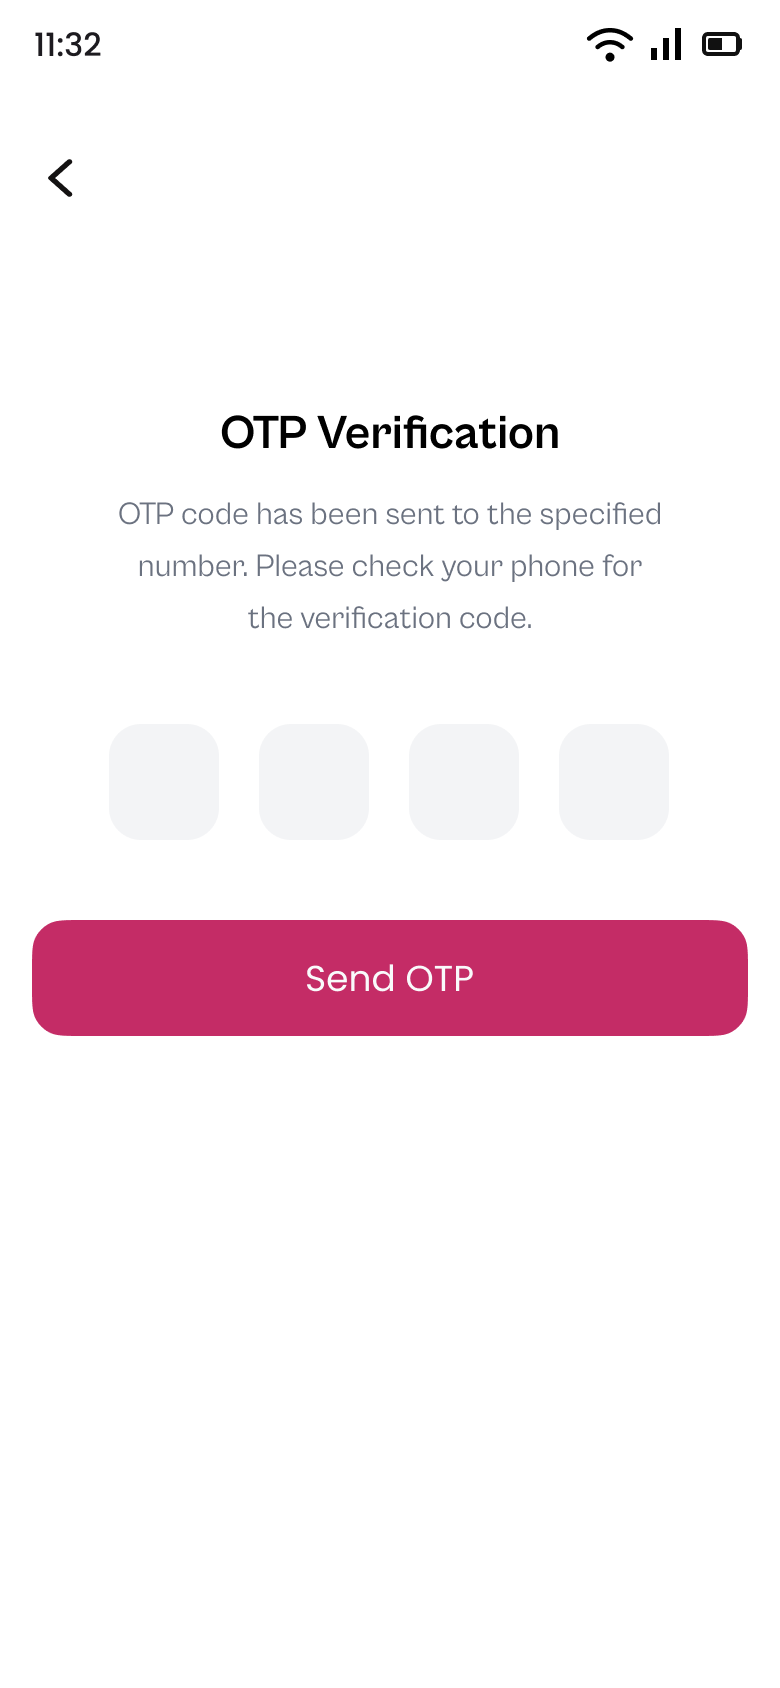 11:32
OTP Verification
OTP code has been sent to the specified
number. Please check your phone for
the verification code.
Send OTP